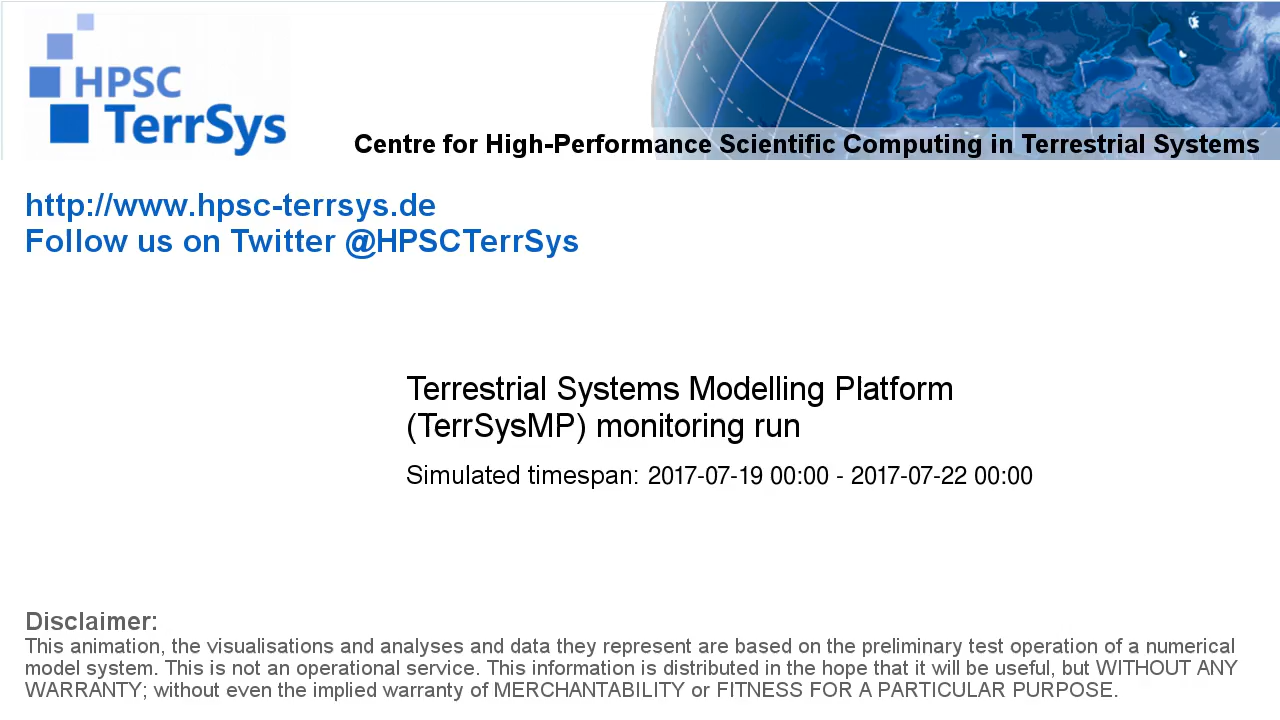 HPSC
TerrSys
Centre for High-Performance Scientific Computing in Terrestrial Systems
http://www.hpsc-terrsys.de
Follow us on Twitter @HPSCTerrSys
Terrestrial Systems Modelling Platform
(TerrSysMP) monitoring run
Simulated timespan: 2017-07-19 00:00 - 2017-07-22 00:00
Disclaimer:
This animation, the visualisations and analyses and data they represent are based on the preliminary test operation of a numerical
model system. This is not an operational service. This information is distributed in the hope that it will be useful, but WITHOUT ANY
WARRANTY; without even the implied warranty of MERCHANTABILITY or FITNESS FOR A PARTICULAR PURPOSE.